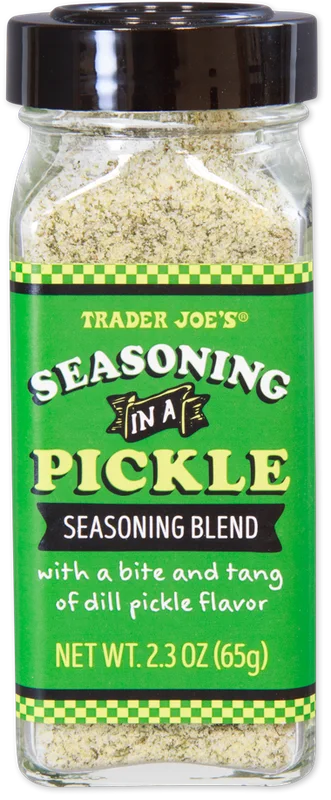 TRADER JOE'S®
SEASONING
IN A
PICKLE
SEASONING BLEND
with a bite and tang
of dill pickle flavor
NET WT. 2.3 OZ (65g)